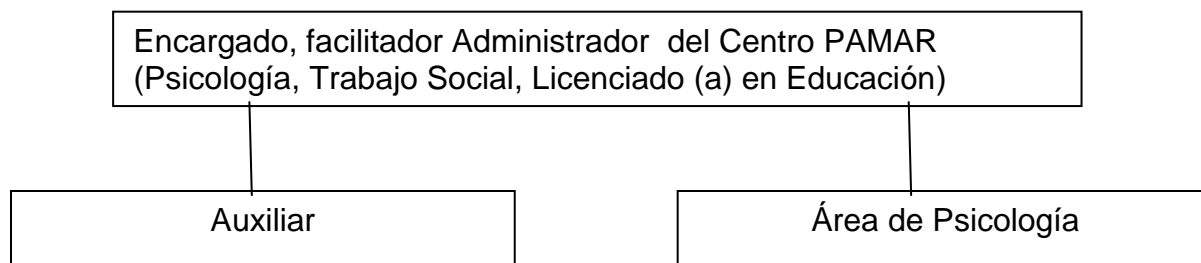 Encargado, facilitador Administrador  del Centro PAMAR
(Psicología, Trabajo Social, Licenciado (a) en Educación)
Auxiliar
Área de Psicología